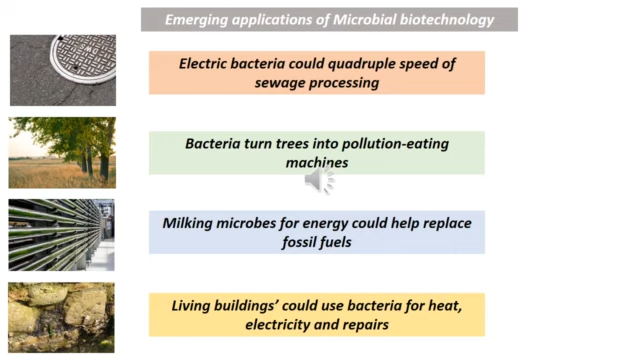 Emerging applications of Microbial biotechnology
Electric bacteria could quadruple speed of
sewage processing
Bacteria turn trees into pollution-eating
machines
Milking microbes for energy could help replace
fossil fuels
Living buildings’ could use bacteria for heat,
electricity and repairs